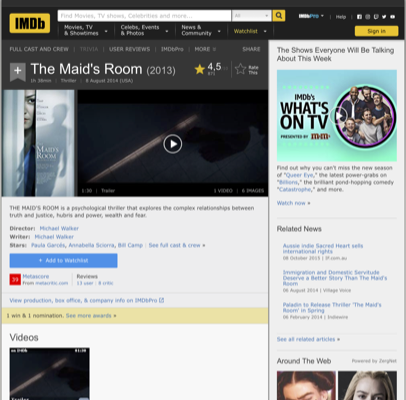 IMDb
Find Movies, TV shows, Celebrities and more...
All
IMDbPro
Help
Movies, TV
& Showtimes
Celebs, Events
& Photos
News &
Community
Watchlist
Sign in
FULL CAST AND CREW | TRIVIA | USER REVIEWS | IMDbPro | MORE
SHARE
The Maid's Room (2013)
1h 38min | Thriller | 8 August 2014 (USA)
4,5
Rate
This
THE
MAID'S
ROOM
1:30 | Trailer
1 VIDEO | 6 IMAGES
THE MAID'S ROOM is a psychological thriller that explores the complex relationships between
truth and justice, hubris and power, wealth and fear.
Director: Michael Walker
Writer: Michael Walker
Stars: Paula Garcés, Annabella Sciorra, Bill Camp | See full cast & crew »
+ Add to Watchlist
39
Metascore
From metacritic.com
Reviews
13 user | 8 critic
View production, box office, & company info on IMDbPro
1 win & 1 nomination. See more awards »
Videos
The Shows Everyone Will Be Talking
About This Week
IMDb's
WHAT'S
ON TV
PRESENTED BY m&m's
Find out why you can't miss the new season
of "Queer Eye," the latest power-grabs on
"Billions," the brilliant pond-hopping comedy
"Catastrophe," and more.
Watch now »
Related News
Aussie indie Sacred Heart sells
international rights
08 October 2015 | IF.com.au
Immigration and Domestic Servitude
Deserve a Better Story Than The Maid's
Room
06 August 2014 | Village Voice
Paladin to Release Thriller 'The Maid's
Room' in Spring
06 February 2014 | Indiewire
See all related articles »
Around The Web
Powered by ZergNet